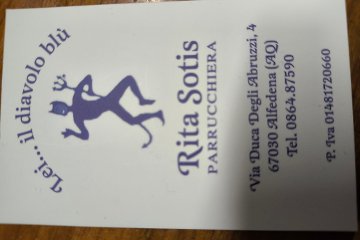 Lei... il diavolo blu
Rita Sotis
PARRUCCHIERA
Via Duca Degli Abruzzi, 4
67030 Alfedena (AQ)
Tel. 0864.87590
P. Iva 01481720660